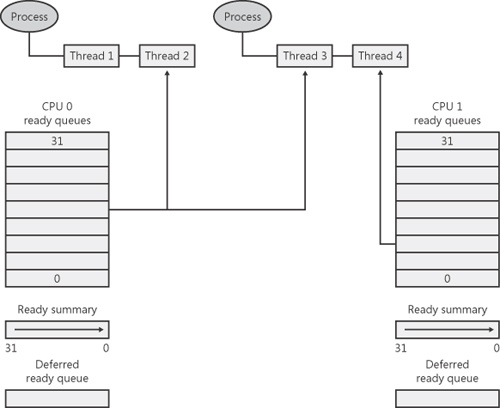 Process
Process
Thread 1
Thread 2
Thread 3
Thread 4
CPU 0
ready queues
31
0
CPU 1
ready queues
31
0
Ready summary
31 0
Deferred
ready queue
Ready summary
31 0
Deferred
ready queue